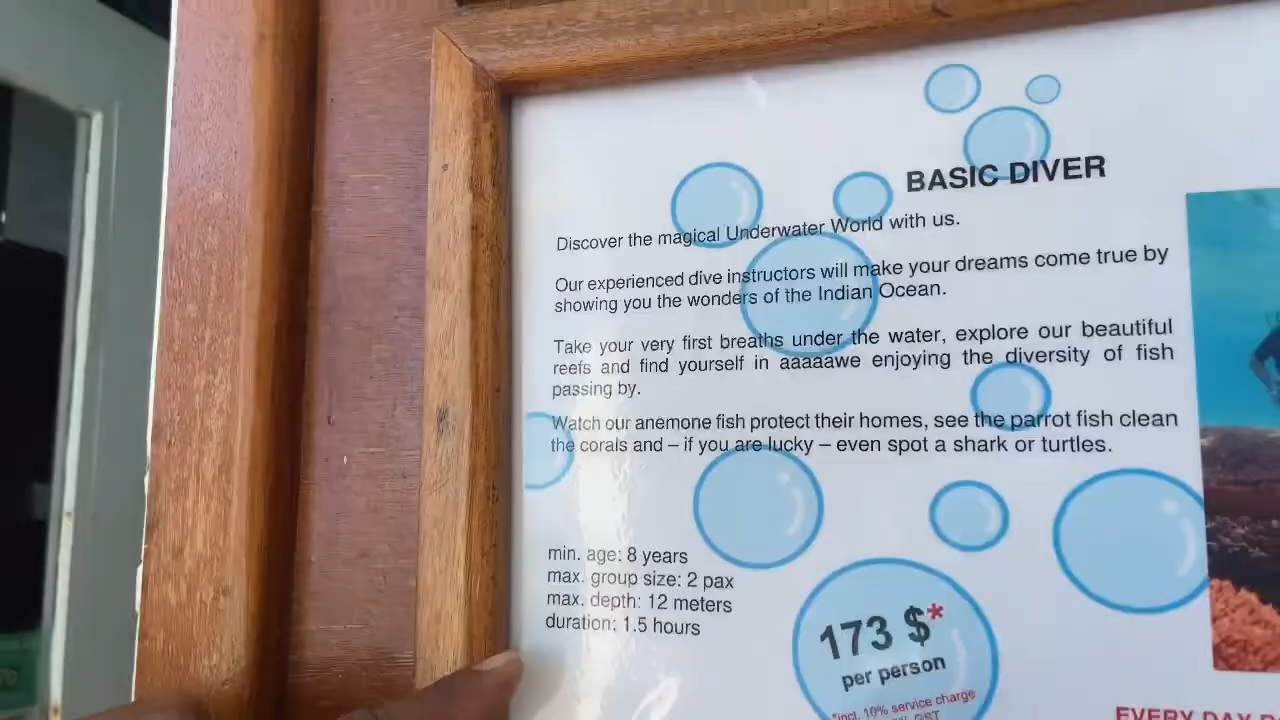 BASIC DIVER
Discover the magical Underwater World with us.
Our experienced dive instructors will make your dreams come true by
showing you the wonders of the Indian Ocean.
Take your very first breaths under the water, explore our beautiful
reefs and find yourself in aaaaawe enjoying the diversity of fish
passing by.
Watch our anemone fish protect their homes, see the parrot fish clean
the corals and – if you are lucky – even spot a shark or turtles.
min. age: 8 years
max. group size: 2 pax
max. depth: 12 meters
duration: 1.5 hours
173 $*
per person
*incl. 10% service charge
GST
EVERY DAY